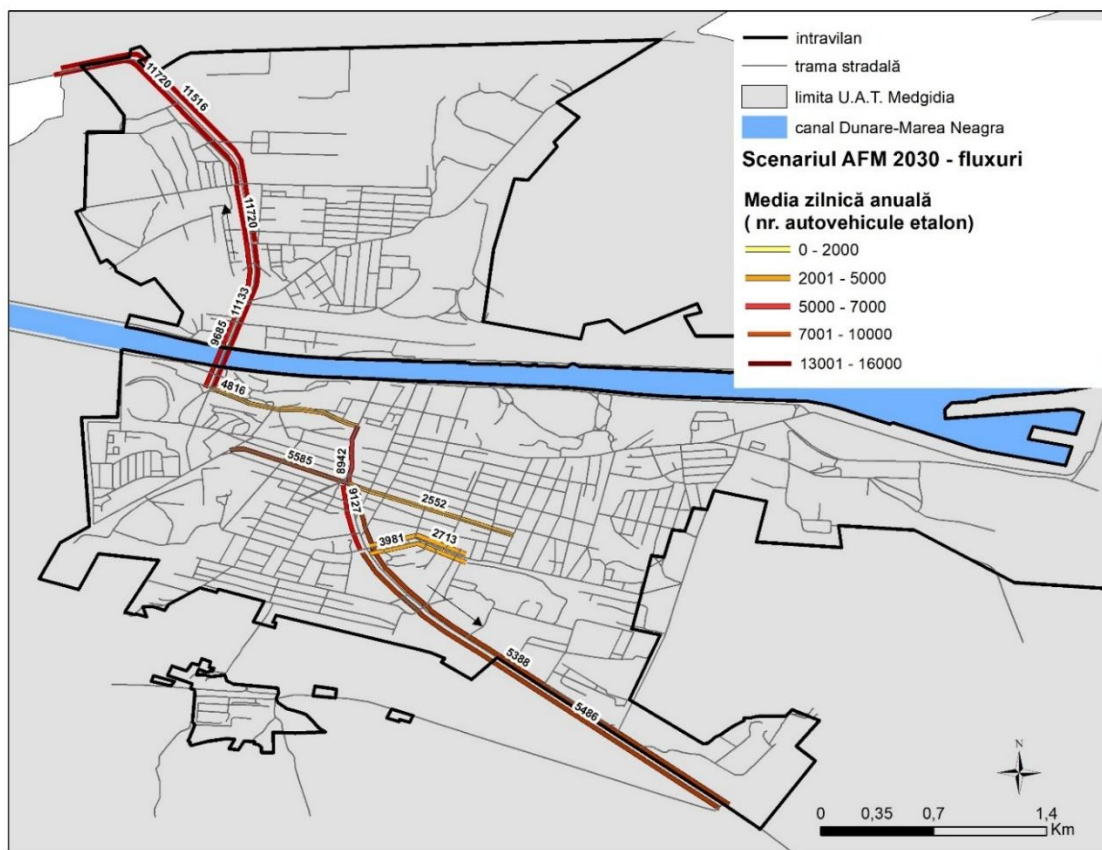 intravilan
trama stradală
limita U.A.T. Medgidia
canal Dunare-Marea Neagra
Scenariul AFM 2030 - fluxuri
Media zilnică anuală
( nr. autovehicule etalon)
0 - 2000
2001 - 5000
5000 - 7000
7001 - 10000
13001 - 16000
11720
11516
11720
11133
9685
4816
8942
5585
9127
2552
3981
2713
5388
5486
N
0 0,35 0,7 1,4
Km